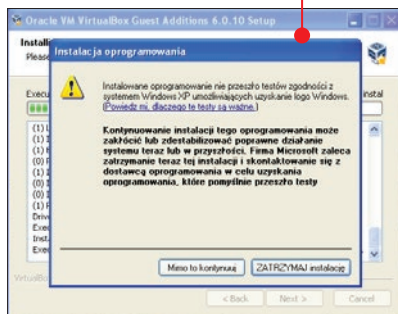 Oracle VM VirtualBox Guest Additions 6.0.10 Setup
Instalacja oprogramowania
Please
Instalowane oprogramowanie nie przeszło testów zgodności z
systemem Windows XP umożliwiających uzyskanie logo Windows.
(Powiedz mi, dlaczego te testy są ważne.)
Kontynuowanie instalacji tego oprogramowania może
zakłócić lub zdestabilizować poprawne działanie
systemu teraz lub w przyszłości. Firma Microsoft zaleca
zatrzymanie teraz tej instalacji i skontaktowanie się z
dostawcą oprogramowania w celu uzyskania
oprogramowania, które pomyślnie przeszło testy
Mimo to kontynuuj
ZATRZYMAJ instalację
< Back
Next >
Cancel